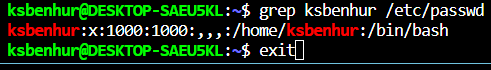 ksbenhur@DESKTOP-SAEU5KL:~$ grep ksbenhur /etc/passwd
ksbenhur:x:1000:1000:,,,:/home/ksbenhur:/bin/bash
ksbenhur@DESKTOP-SAEU5KL:~$ exit